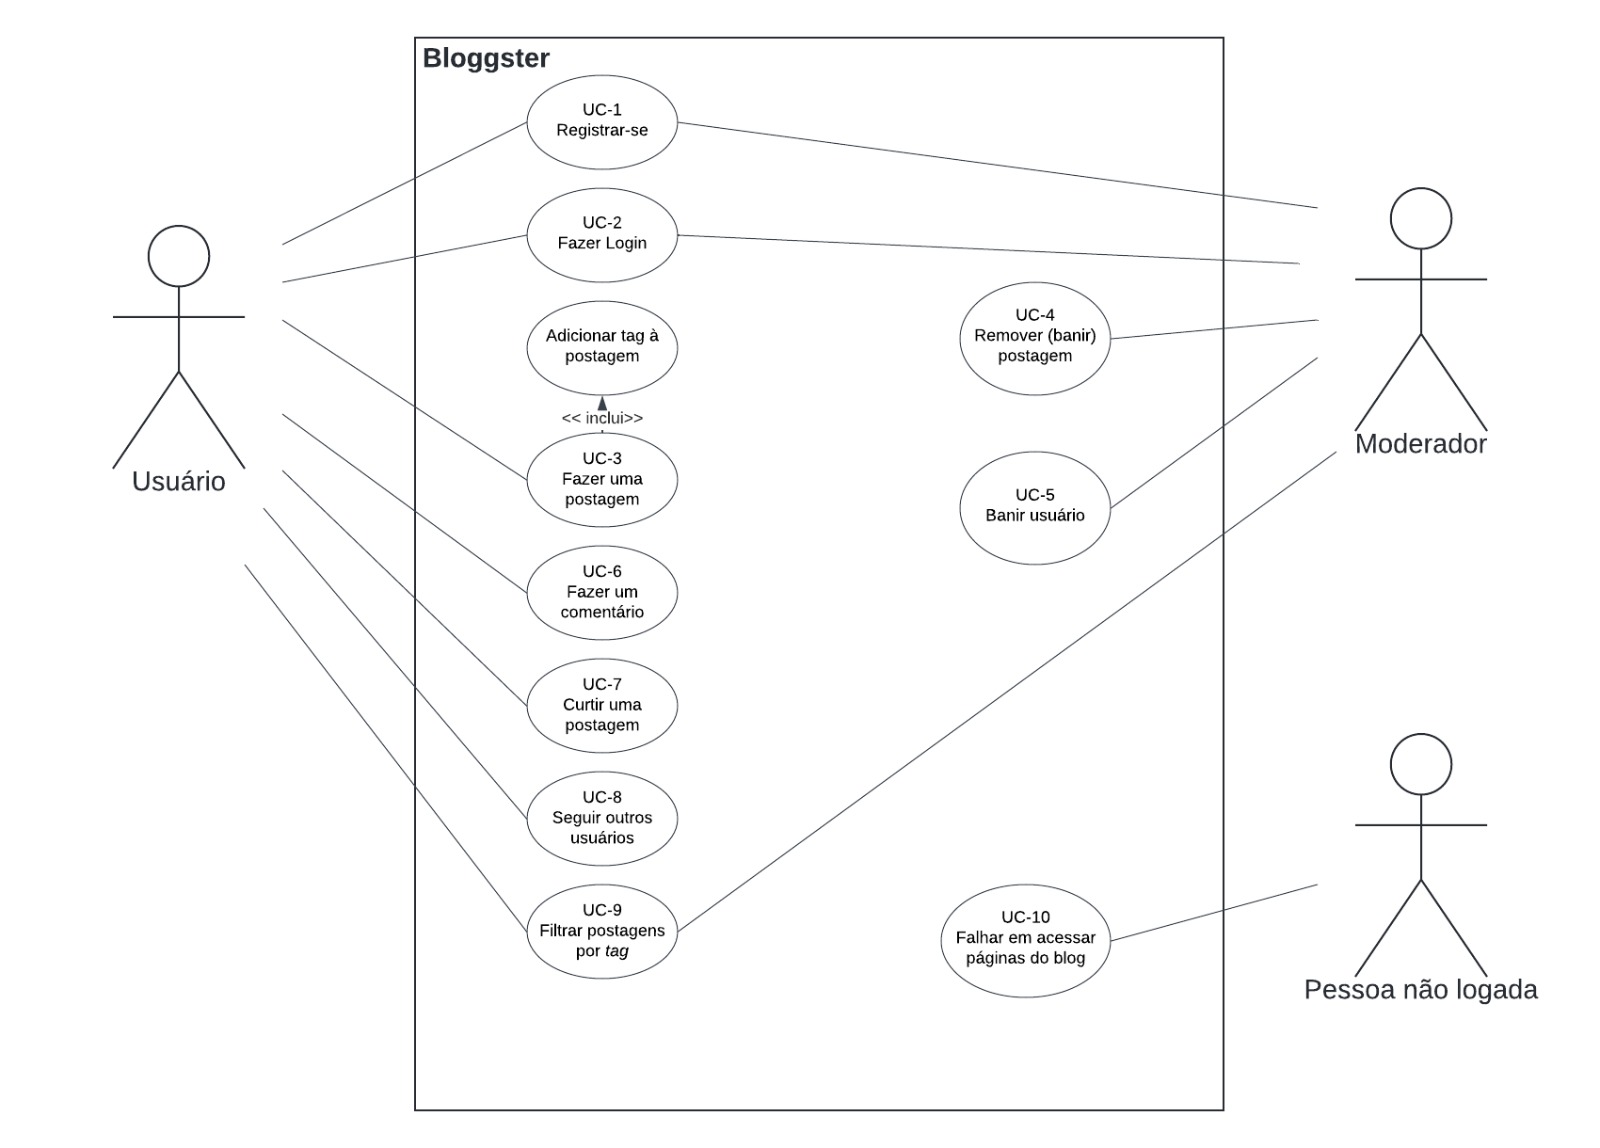 Bloggster
UC-1
Registrar-se
UC-2
Fazer Login
Adicionar tag à
postagem
<< inclui>>
UC-3
Fazer uma
postagem
UC-6
Fazer um
comentário
UC-7
Curtir uma
postagem
UC-8
Seguir outros
usuários
UC-9
Filtrar postagens
por tag
UC-4
Remover (banir)
postagem
UC-5
Banir usuário
UC-10
Falhar em acessar
páginas do blog
Usuário
Moderador
Pessoa não logada